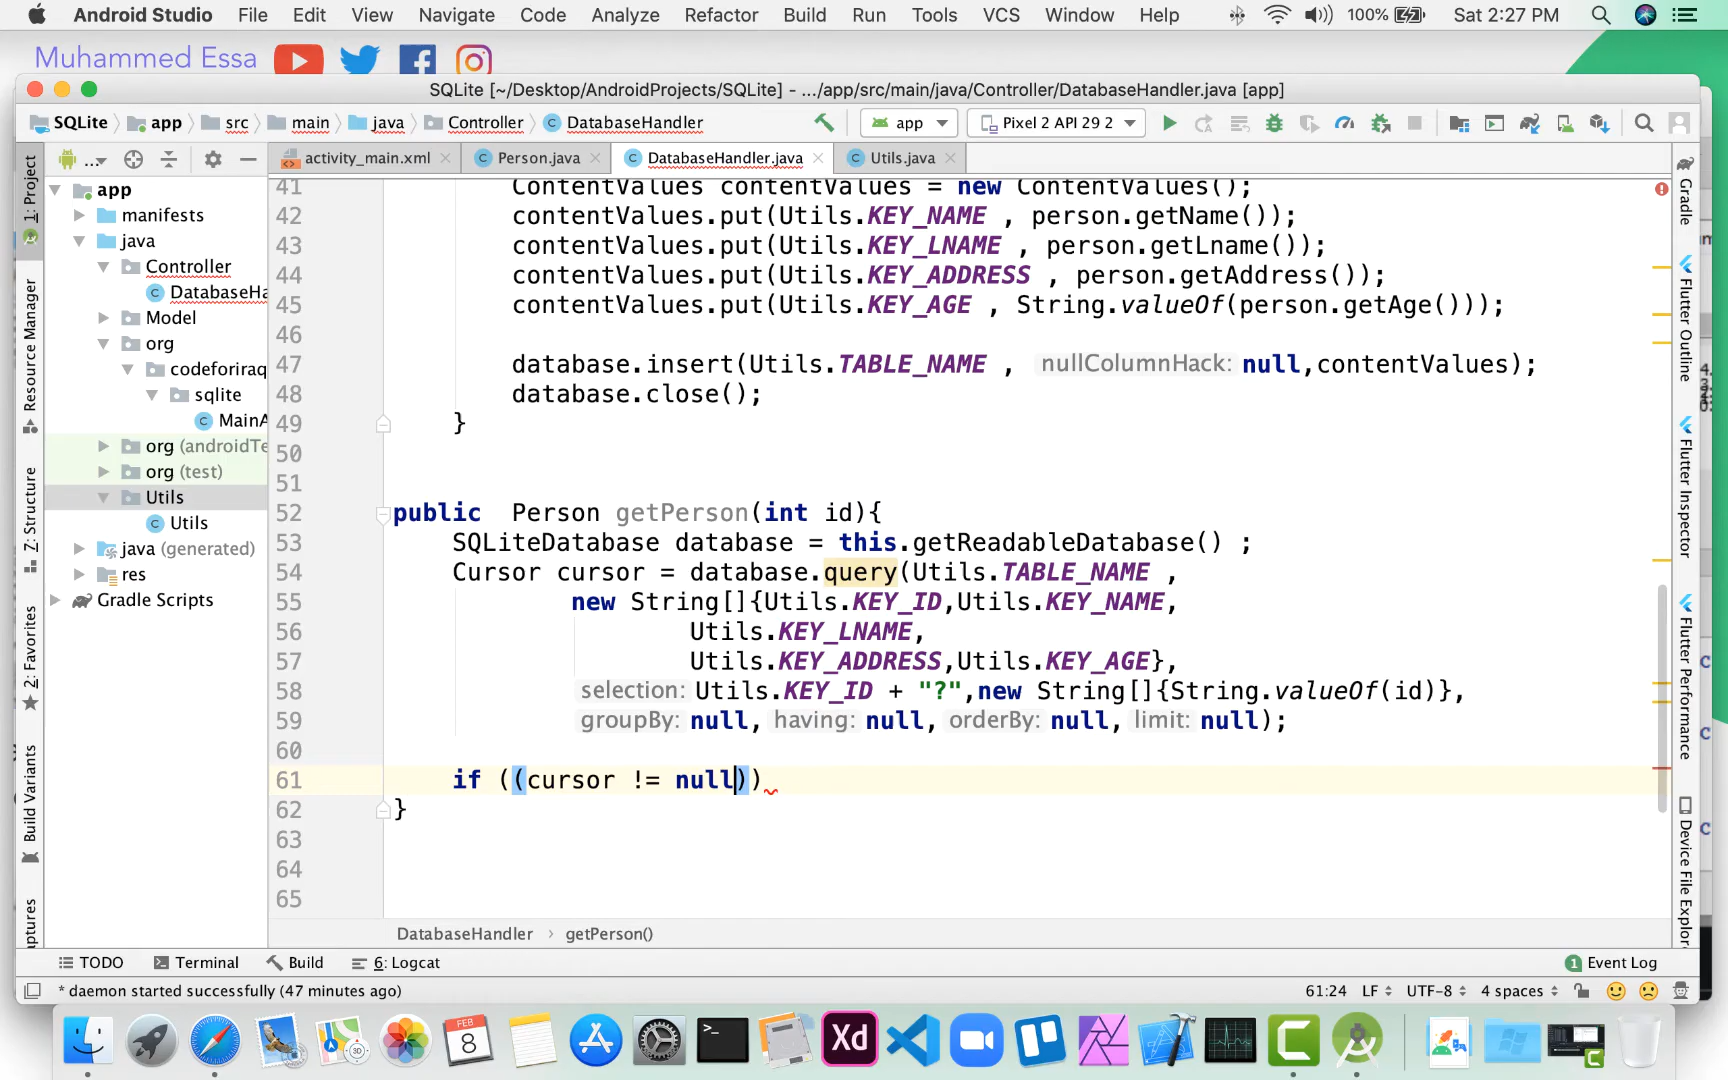 Android Studio File Edit View Navigate Code Analyze Refactor Build Run Tools VCS Window Help 100% Sat 2:27 PM
Muhammed Essa
SQLite [~/Desktop/AndroidProjects/SQLite] - .../app/src/main/java/Controller/DatabaseHandler.java [app]
SQLite app src main java Controller DatabaseHandler app Pixel 2 API 29 2
... activity_main.xml Person.java DatabaseHandler.java Utils.java
1: Project
Resource Manager
Z: Structure
2: Favorites
Build Variants
aptures
app
manifests
java
Controller
DatabaseHa
Model
org
codeforiraq
sqlite
MainA
org (androidTe
org (test)
Utils
Utils
java (generated)
res
Gradle Scripts
41 ContentValues contentValues = new ContentValues();
42 contentValues.put(Utils.KEY_NAME , person.getName());
43 contentValues.put(Utils.KEY_LNAME , person.getLname());
44 contentValues.put(Utils.KEY_ADDRESS , person.getAddress());
45 contentValues.put(Utils.KEY_AGE , String.valueOf(person.getAge()));
46
47 database.insert(Utils.TABLE_NAME , nullColumnHack: null,contentValues);
48 database.close();
49 }
50
51
52 public Person getPerson(int id){
53 SQLiteDatabase database = this.getReadableDatabase() ;
54 Cursor cursor = database.query(Utils.TABLE_NAME ,
55 new String[]{Utils.KEY_ID,Utils.KEY_NAME,
56 Utils.KEY_LNAME,
57 Utils.KEY_ADDRESS,Utils.KEY_AGE},
58 selection: Utils.KEY_ID + "?",new String[]{String.valueOf(id)},
59 groupBy: null, having: null, orderBy: null, limit: null);
60
61 if ((cursor != null))
62 }
63
64
65
Gradle
Flutter Outline
Flutter Inspector
Flutter Performance
Device File Explor
DatabaseHandler › getPerson()
TODO Terminal Build 6: Logcat 1 Event Log
* daemon started successfully (47 minutes ago) 61:24 LF UTF-8 4 spaces
FEB
8
3D
>_
Xd
C